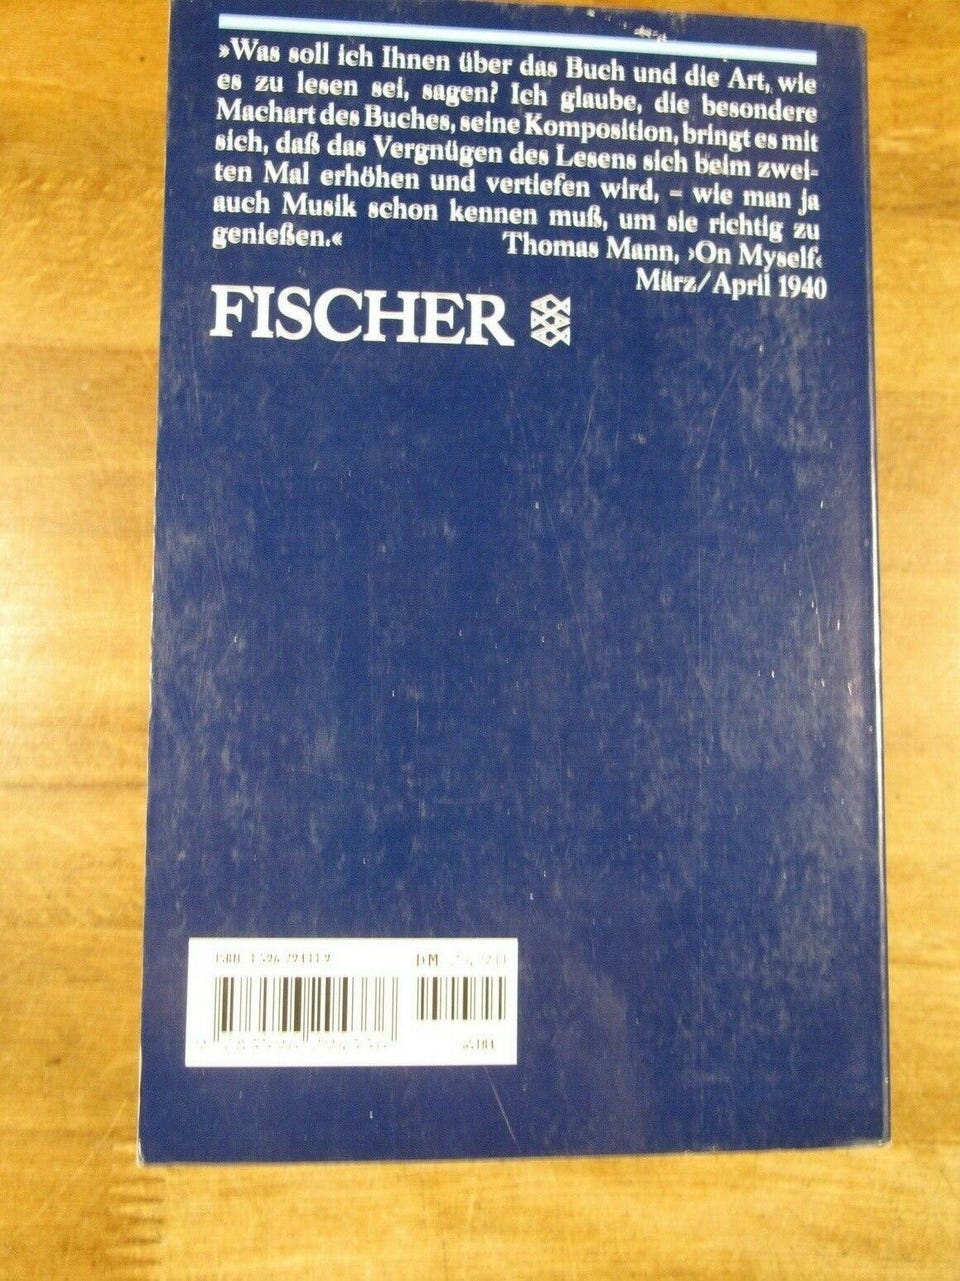 »Was soll ich Ihnen über das Buch und die Art, wie
es zu lesen sei, sagen? Ich glaube, die besondere
Machart des Buches, seine Komposition, bringt es mit
sich, daß das Vergnügen des Lesens sich beim zwei-
ten Mal erhöhen und vertiefen wird, – wie man ja
auch Musik schon kennen muß, um sie richtig zu
genießen.«
Thomas Mann, ›On Myself‹
März/April 1940
FISCHER
ISBN
DM